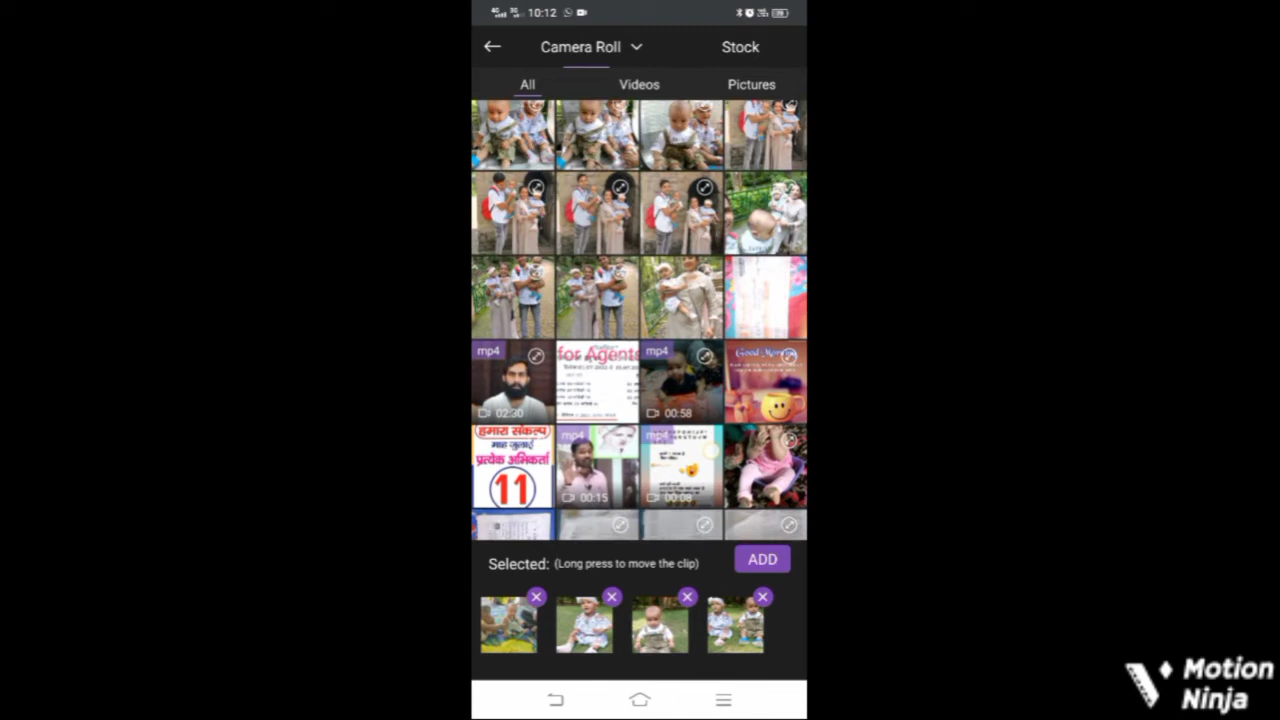 4G 3G 10:12
Camera Roll
Stock
All
Videos
Pictures
mp4
02:30
for Agents
mp4
00:58
Good Morning
हमारा संकल्प
माह जुलाई
प्रत्येक अभिकर्ता
11
mp4
00:15
mp4
00:08
Selected: (Long press to move the clip)
ADD
Motion
Ninja